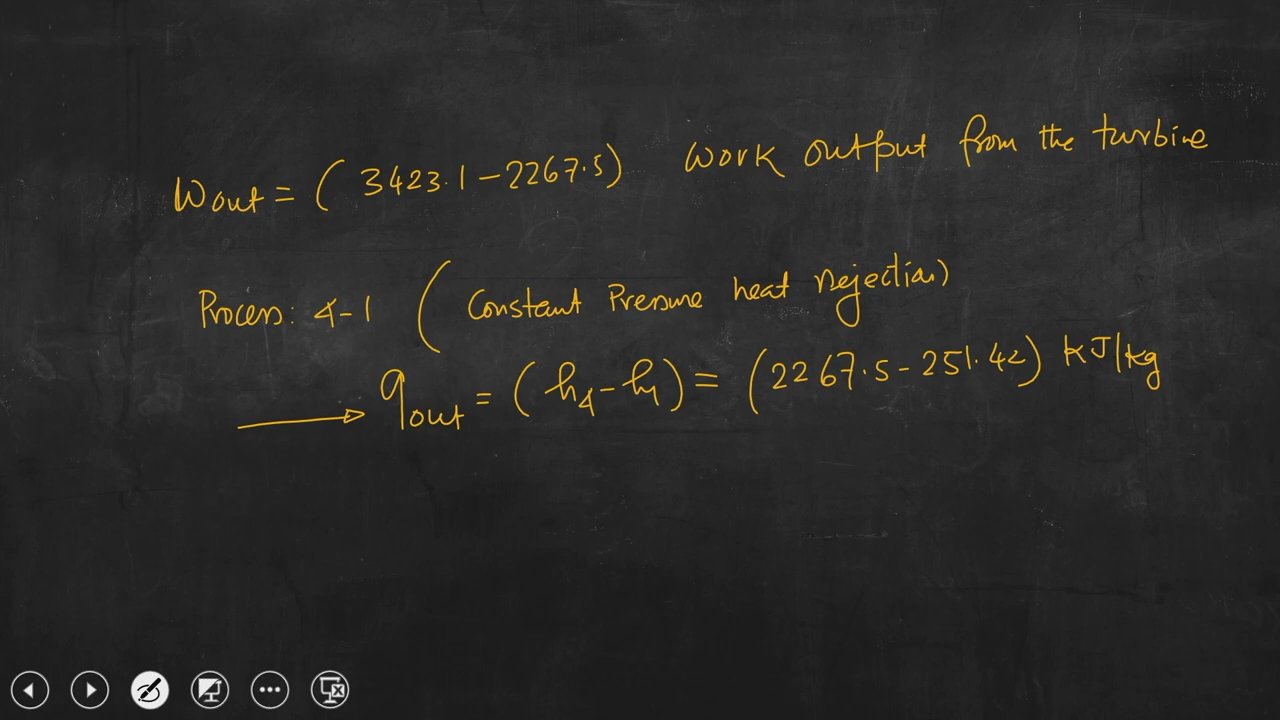 Wout = ( 3423.1 – 2267.5) Work output from the turbine
Process: 4–1 ( Constant Pressure heat rejection)
qout = ( h4 – h1 ) = (2267.5 – 251.42) kJ/kg